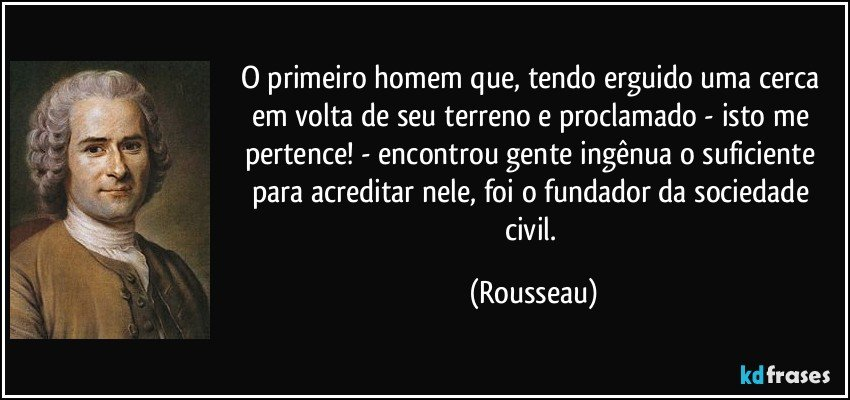 O primeiro homem que, tendo erguido uma cerca
em volta de seu terreno e proclamado - isto me
pertence! - encontrou gente ingênua o suficiente
para acreditar nele, foi o fundador da sociedade
civil.
(Rousseau)
kdfrases